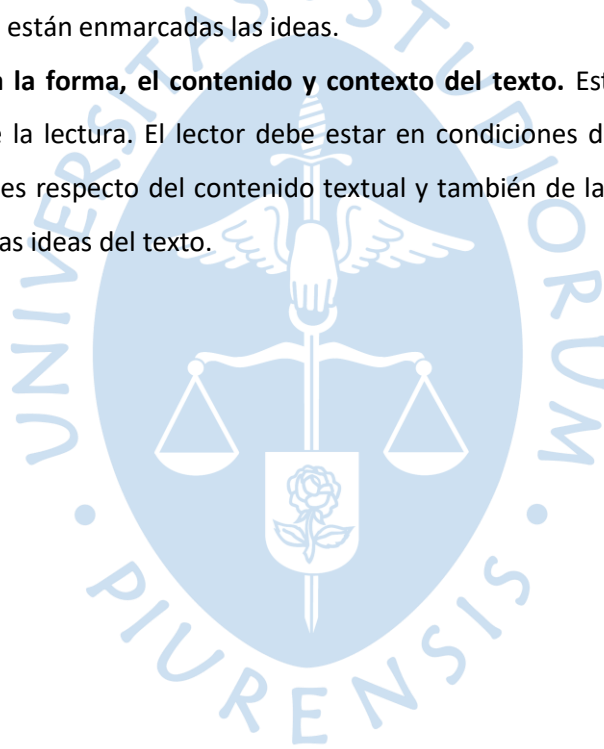 están enmarcadas las ideas.
la forma, el contenido y contexto del texto. Est
la lectura. El lector debe estar en condiciones d
es respecto del contenido textual y también de la
as ideas del texto.
UNIVERSITAS STUDIORUM
• PIURENSIS •